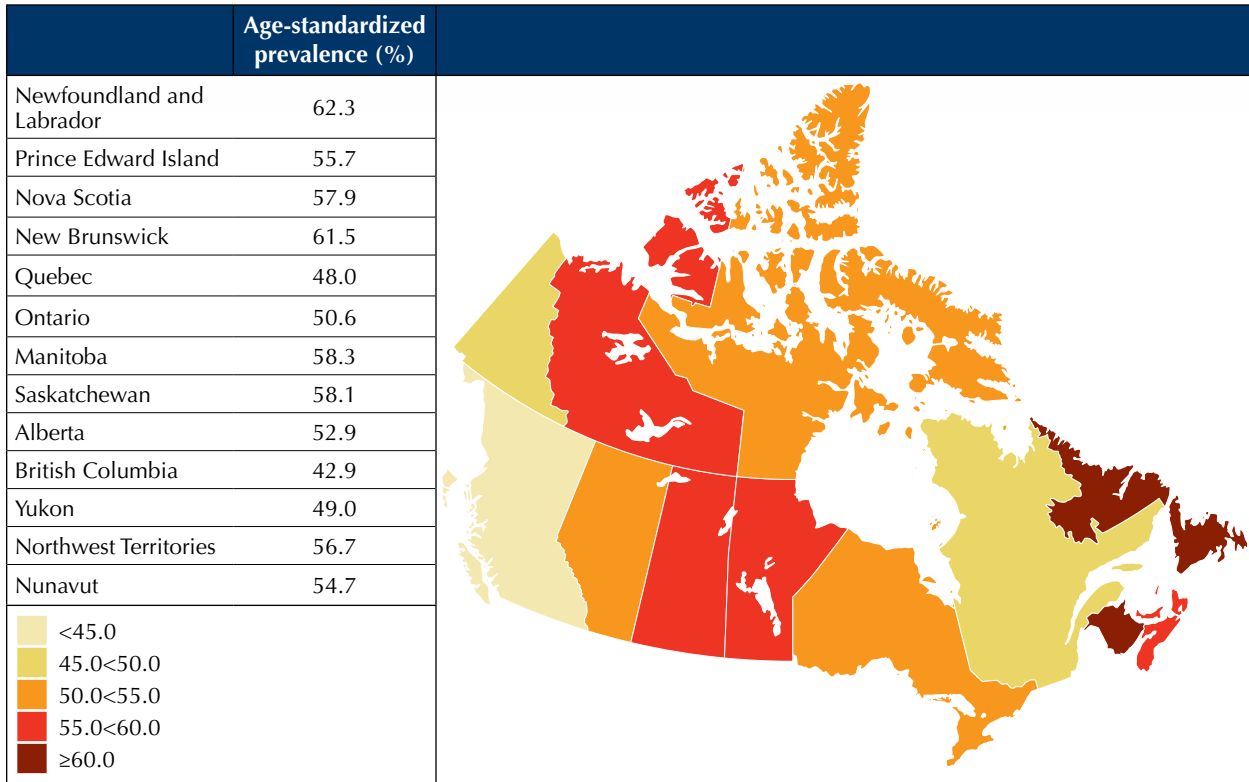 Age-standardized
prevalence (%)
Newfoundland and
Labrador 62.3
Prince Edward Island 55.7
Nova Scotia 57.9
New Brunswick 61.5
Quebec 48.0
Ontario 50.6
Manitoba 58.3
Saskatchewan 58.1
Alberta 52.9
British Columbia 42.9
Yukon 49.0
Northwest Territories 56.7
Nunavut 54.7
<45.0
45.0<50.0
50.0<55.0
55.0<60.0
≥60.0